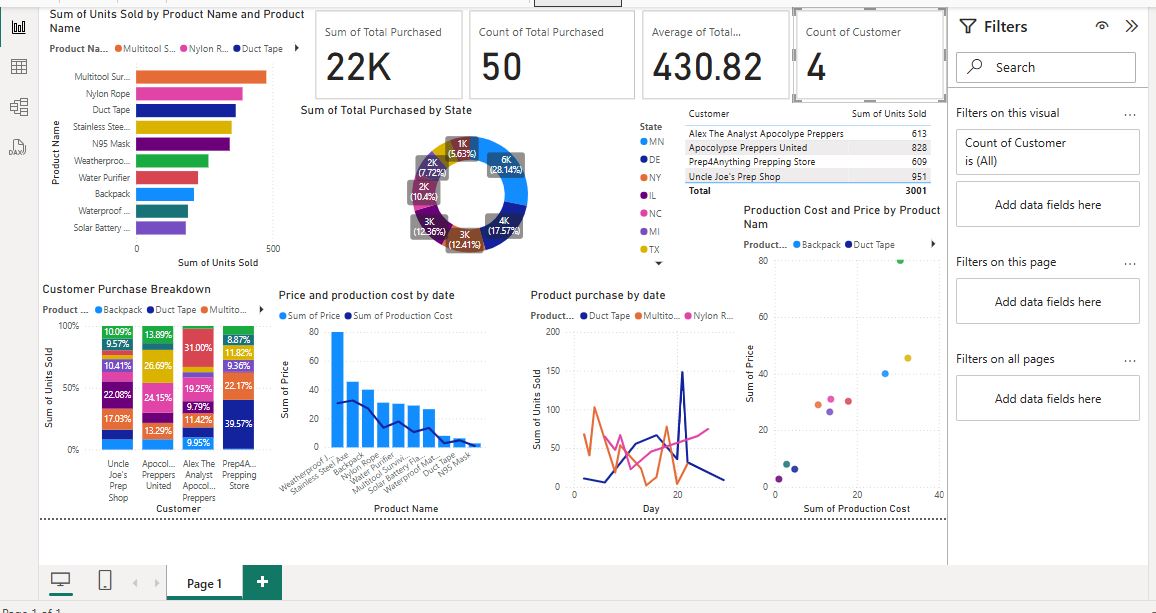 Sum of Units Sold by Product Name and Product
Name
Product Na... Multitool S... Nylon R... Duct Tape
Multitool Sur...
Nylon Rope
Duct Tape
Stainless Stee...
N95 Mask
Weatherproo...
Water Purifier
Backpack
Waterproof ...
Solar Battery ...
Product Name
0 500
Sum of Units Sold
Sum of Total Purchased
22K
Count of Total Purchased
50
Average of Total...
430.82
Count of Customer
4
Sum of Total Purchased by State
1K
(5.63%)
6K
(28.14%)
2K
(7.72%)
2K
(10.4%)
3K
(12.36%)
3K
(12.41%)
4K
(17.57%)
State
MN
DE
NY
IL
NC
MI
TX
Customer Sum of Units Sold
Alex The Analyst Apocolype Preppers 613
Apocalypse Preppers United 828
Prep4Anything Prepping Store 609
Uncle Joe's Prep Shop 951
Total 3001
Production Cost and Price by Product
Nam
Product... Backpack Duct Tape
80
60
40
20
0
Sum of Price
0 20 40
Sum of Production Cost
Customer Purchase Breakdown
Product ... Backpack Duct Tape Multito...
100%
50%
0%
Sum of Units Sold
10.09%
9.57%
10.41%
22.08%
17.03%
13.89%
26.69%
24.15%
13.29%
31.00%
19.25%
9.79%
11.42%
9.95%
8.87%
11.82%
9.36%
22.17%
39.57%
Uncle
Joe's
Prep
Shop
Apocol...
Preppers
United
Alex The
Analyst
Apocol...
Preppers
Prep4A...
Prepping
Store
Customer
Price and production cost by date
Sum of Price Sum of Production Cost
80
60
40
20
0
Sum of Price
Weatherproof J...
Stainless Steel Axe
Backpack
Nylon Rope
Water Purifier
Multitool Survivi...
Solar Battery Fla...
Waterproof Mat...
Duct Tape
N95 Mask
Product Name
Product purchase by date
Product... Duct Tape Multito... Nylon R...
200
150
100
50
0
Sum of Units Sold
0 20
Day
Filters
Search
Filters on this visual ...
Count of Customer
is (All)
Add data fields here
Filters on this page ...
Add data fields here
Filters on all pages ...
Add data fields here
DAX
Page 1
Page 1 of 1